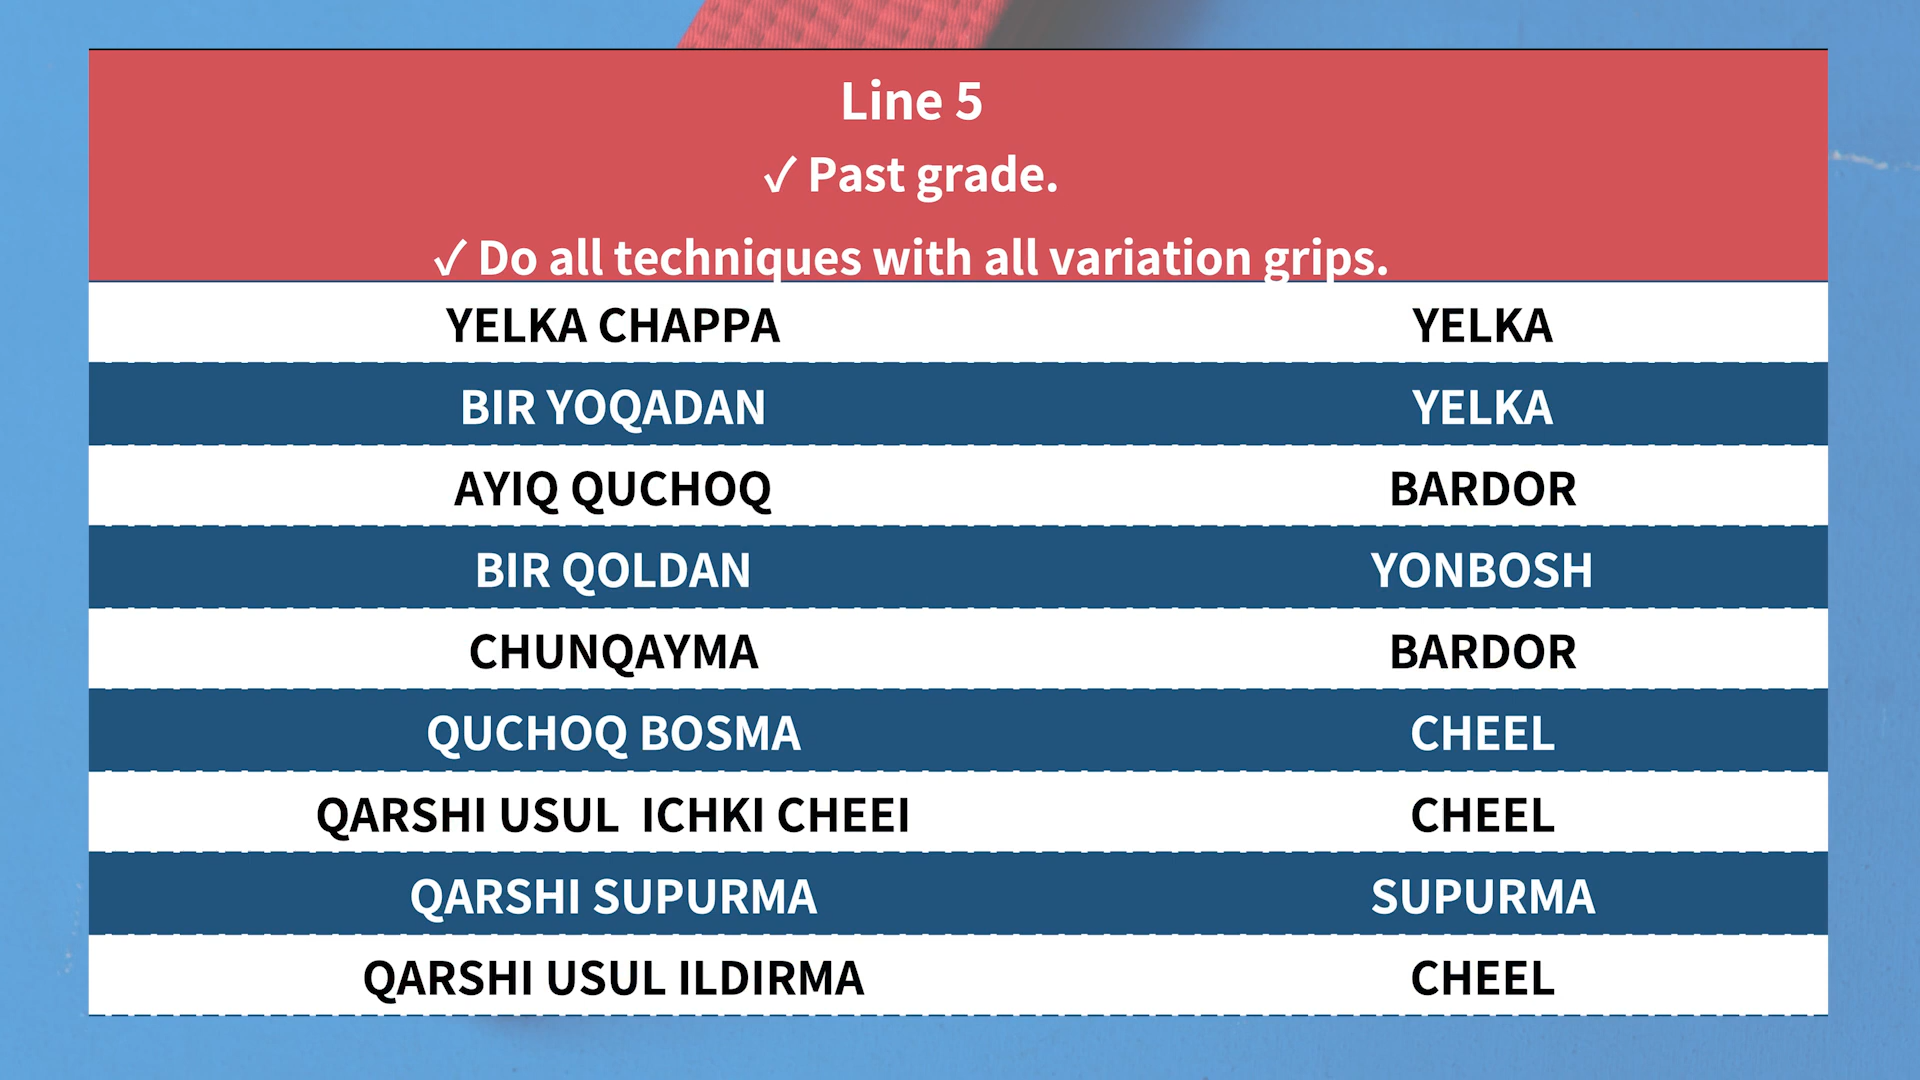 Line 5
✓ Past grade.
✓ Do all techniques with all variation grips.
YELKA CHAPPA YELKA
BIR YOQADAN YELKA
AYIQ QUCHOQ BARDOR
BIR QOLDAN YONBOSH
CHUNQAYMA BARDOR
QUCHOQ BOSMA CHEEL
QARSHI USUL  ICHKI CHEEI CHEEL
QARSHI SUPURMA SUPURMA
QARSHI USUL ILDIRMA CHEEL